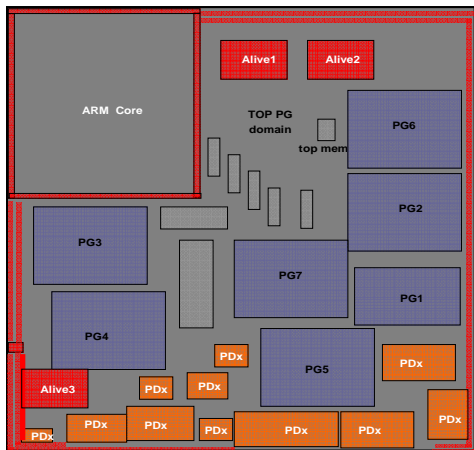 Alive1
Alive2
ARM Core
TOP PG
domain
top mem
PG6
PG2
PG3
PG7
PG1
PG4
PDx
PG5
PDx
Alive3
PDx
PDx
PDx
PDx
PDx
PDx
PDx
PDx
PDx